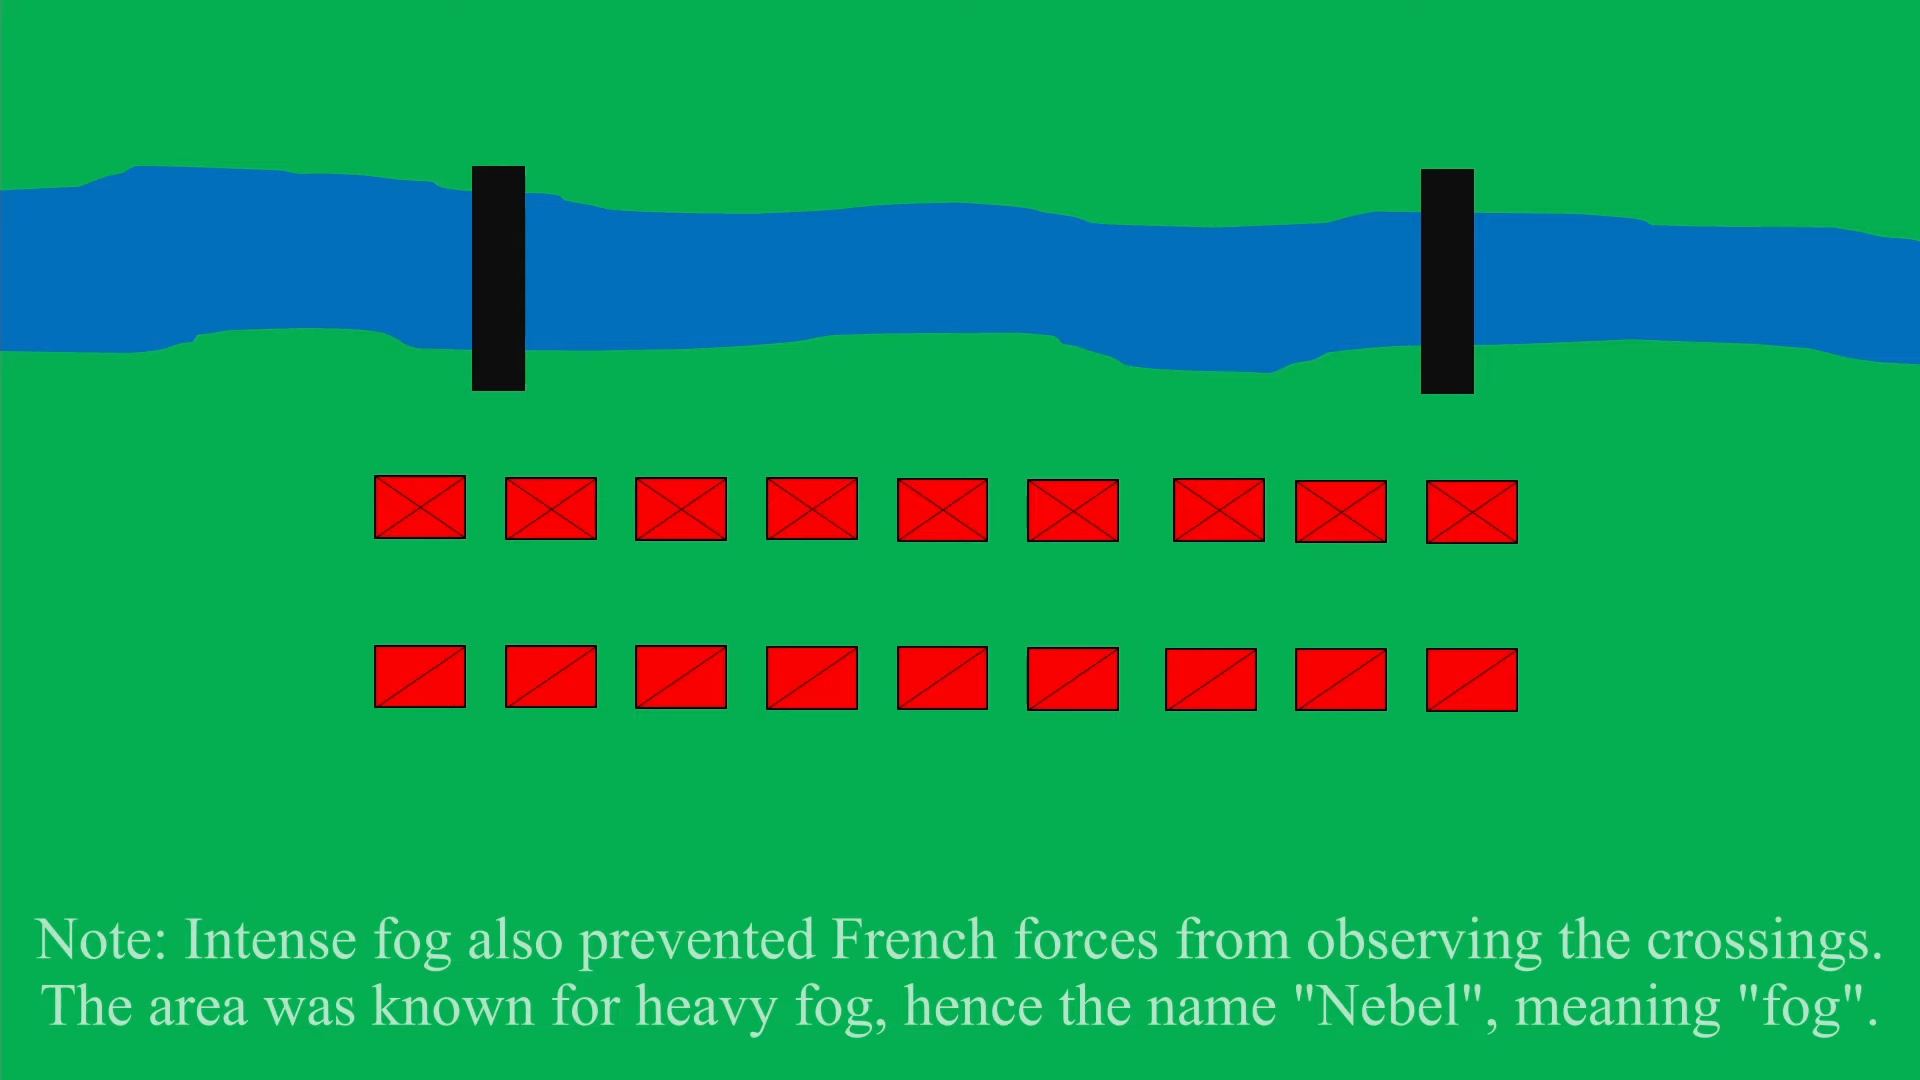 Note: Intense fog also prevented French forces from observing the crossings.
The area was known for heavy fog, hence the name "Nebel", meaning "fog".